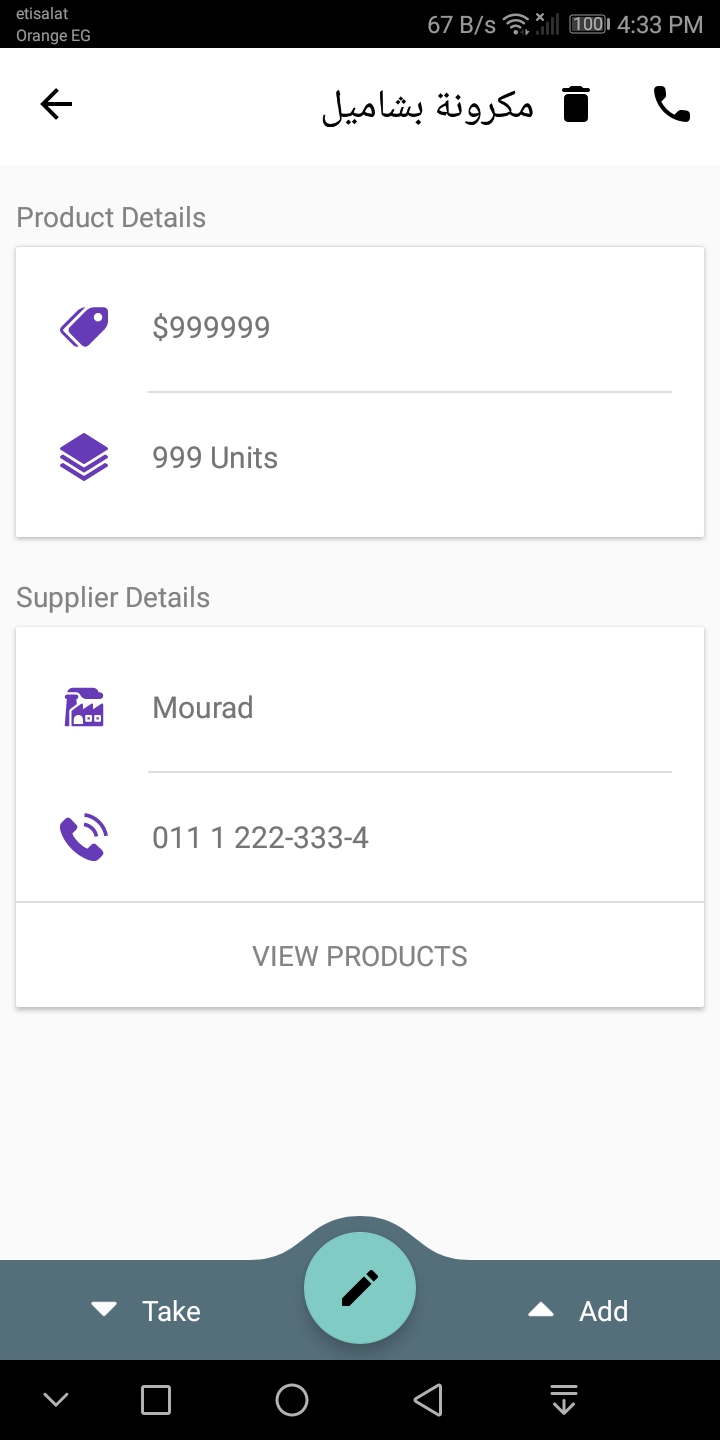 etisalat
Orange EG
67 B/s 100 4:33 PM
مكرونة بشاميل
Product Details
$999999
999 Units
Supplier Details
Mourad
011 1 222-333-4
VIEW PRODUCTS
Take
Add